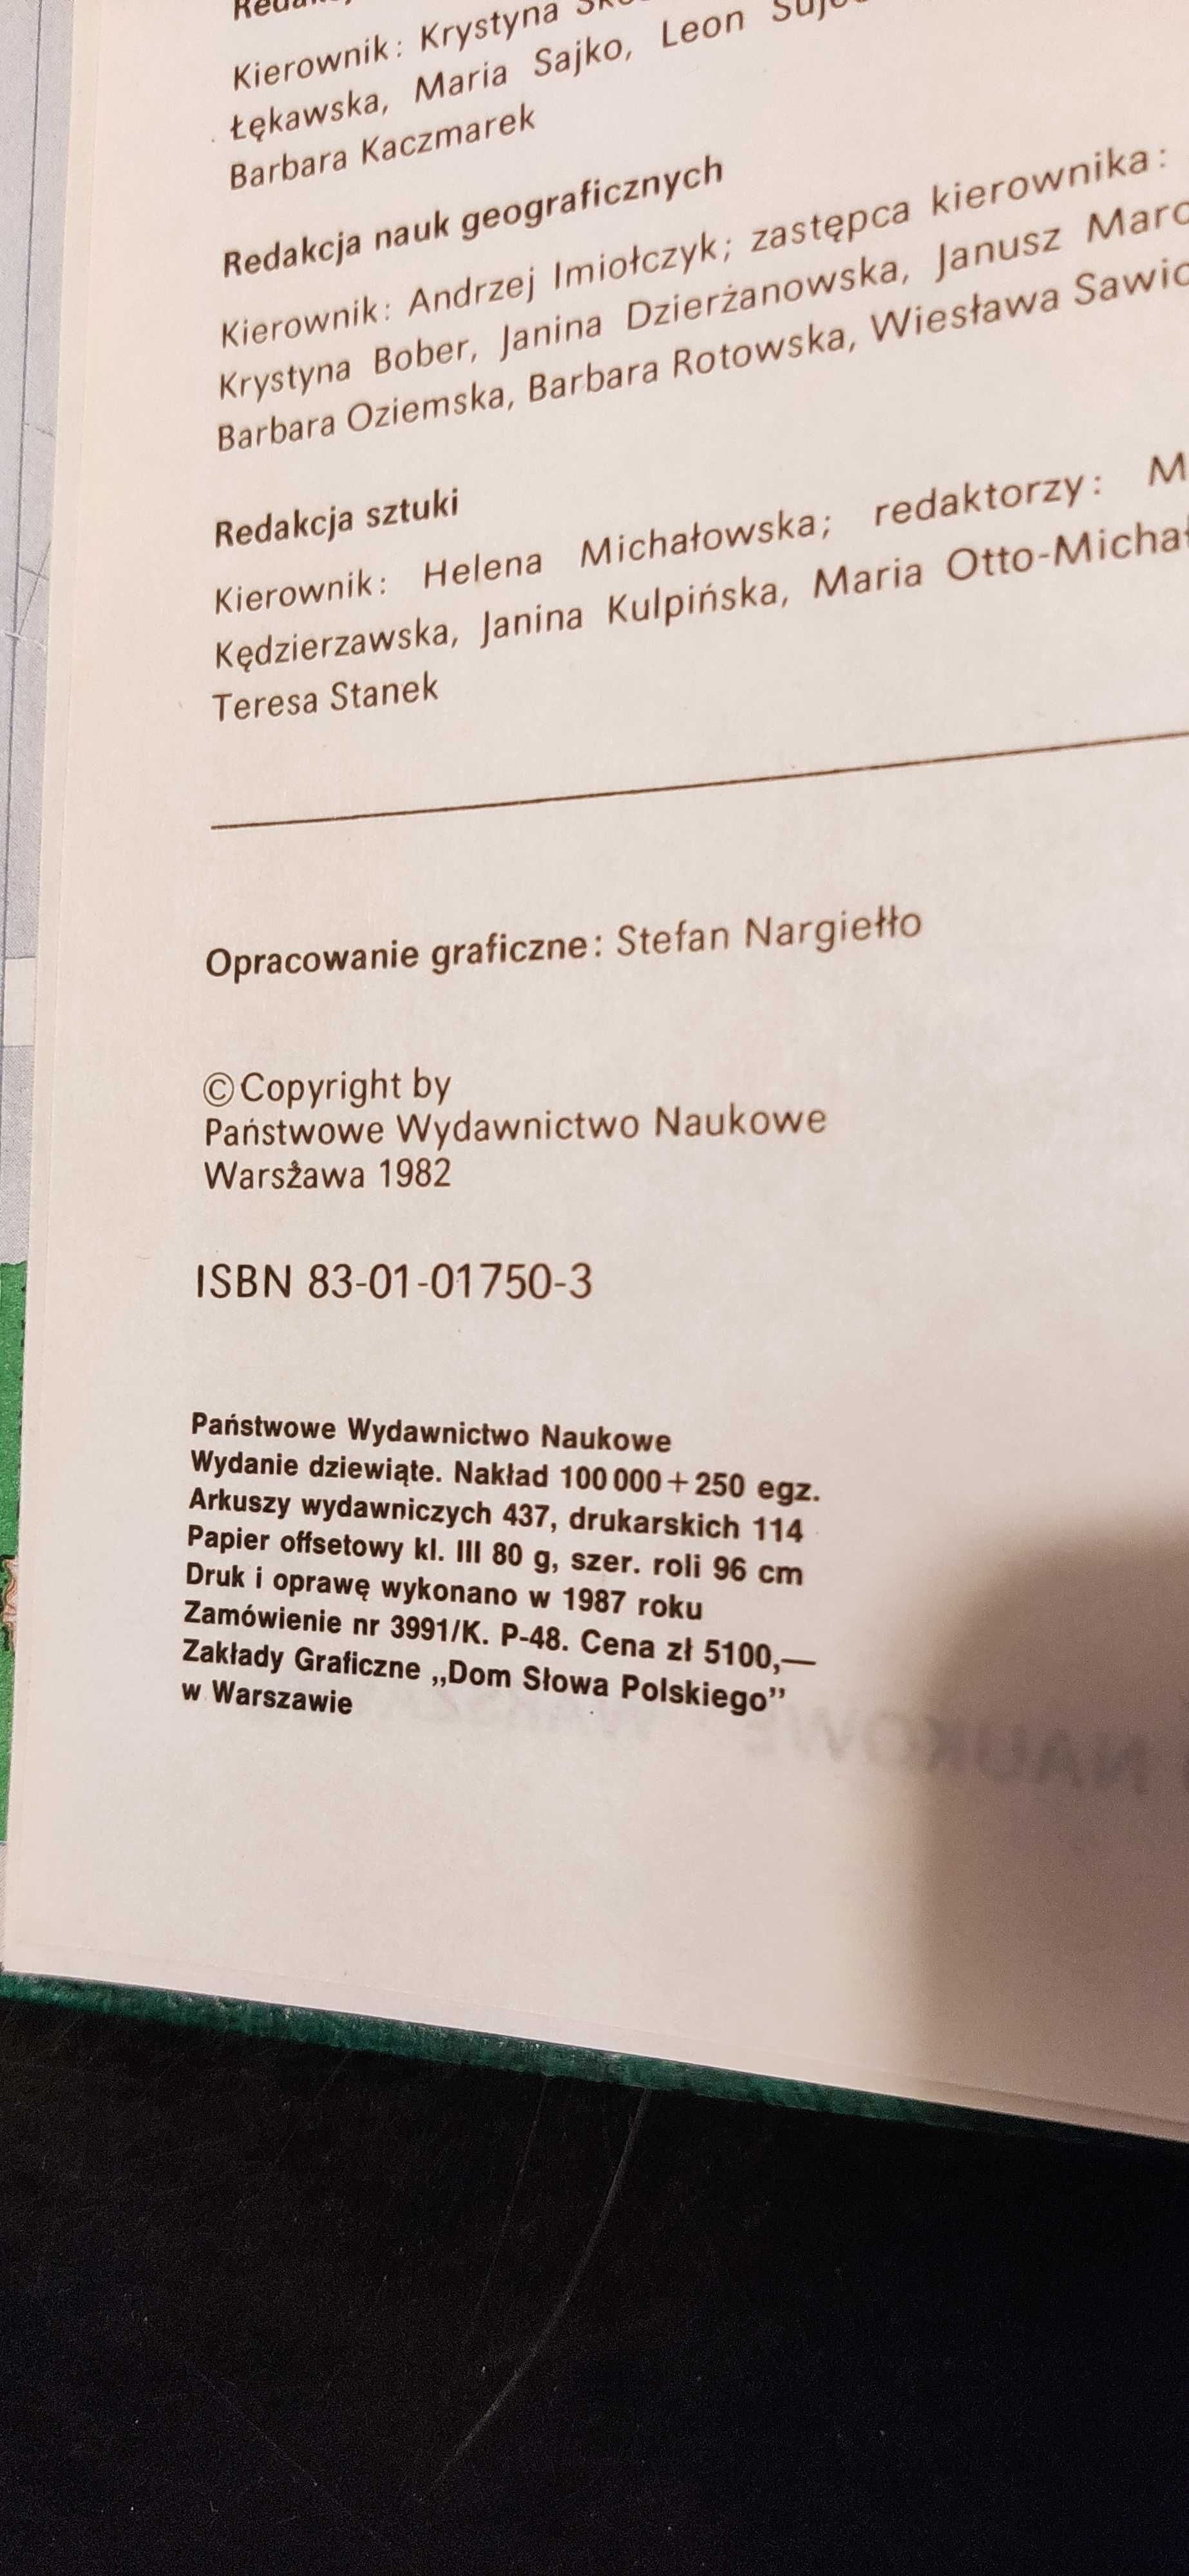 Kierownik: Krystyna
Łękawska, Maria Sajko, Leon
Barbara Kaczmarek
Redakcja nauk geograficznych
Kierownik: Andrzej Imiołczyk; zastępca kierownika:
Krystyna Bober, Janina Dzierżanowska, Janusz
Barbara Oziemska, Barbara Rotowska, Wiesława
Redakcja sztuki
Kierownik: Helena Michałowska; redaktorzy: M
Kędzierzawska, Janina Kulpińska, Maria
Teresa Stanek
Opracowanie graficzne: Stefan Nargiełło
©Copyright by
Państwowe Wydawnictwo Naukowe
Warszawa 1982
ISBN 83-01-01750-3
Państwowe Wydawnictwo Naukowe
Wydanie dziewiąte. Nakład 100 000+250 egz.
Arkuszy wydawniczych 437, drukarskich 114
Papier offsetowy kl. III 80 g, szer. roli 96 cm
Druk i oprawę wykonano w 1987 roku
Zamówienie nr 3991/K. P-48. Cena zł 5100,—
Zakłady Graficzne „Dom Słowa Polskiego”
w Warszawie